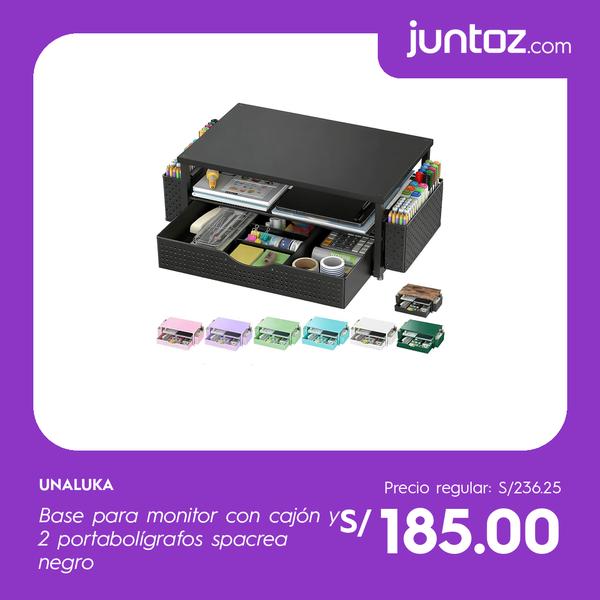 juntoz.com
UNALUKA
Base para monitor con cajón y
2 portabolígrafos spacrea
negro
Precio regular: S/236.25
S/185.00